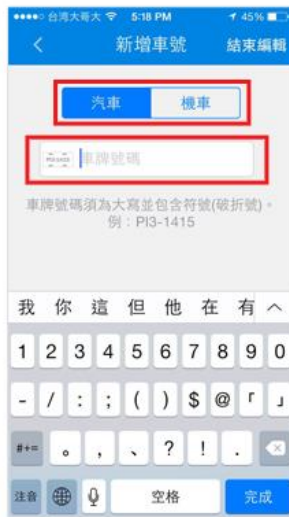 台湾大哥大 5:18 PM 45%
新增車號 結束編輯
汽車 機車
PI3-1415 車牌號碼
車牌號碼須為大寫並包含符號(破折號)。
例：PI3-1415
我 你 這 但 他 在 有
1 2 3 4 5 6 7 8 9 0
- / : ; ( ) $ @ 「 」
#+= 。 , 、 ? ! .
注音 空格 完成